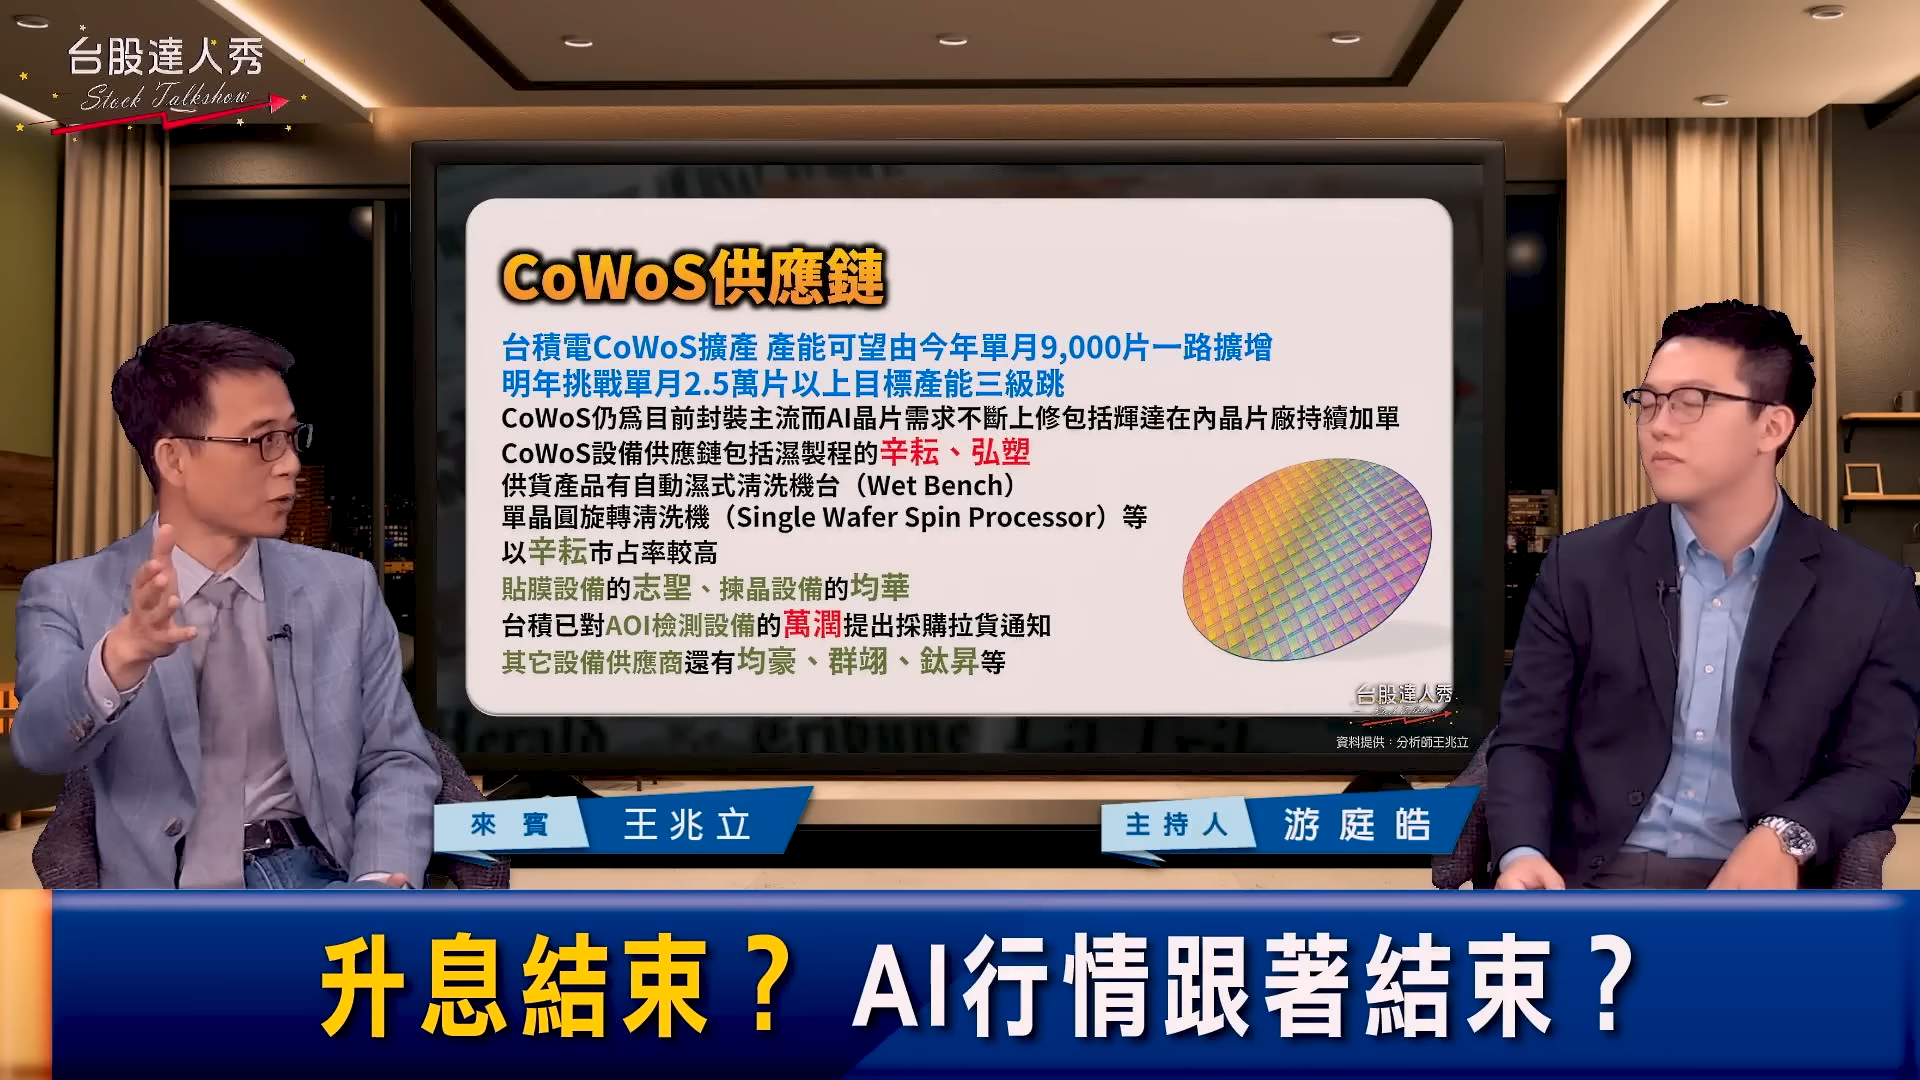 台股達人秀
Stock Talkshow
CoWoS供應鏈
台積電CoWoS擴產 產能可望由今年單月9,000片一路擴增
明年挑戰單月2.5萬片以上目標產能三級跳
CoWoS仍為目前封裝主流而AI晶片需求不斷上修包括輝達在內晶片廠持續加單
CoWoS設備供應鏈包括濕製程的辛耘、弘塑
供貨產品有自動濕式清洗機台（Wet Bench）
單晶圓旋轉清洗機（Single Wafer Spin Processor）等
以辛耘市占率較高
貼膜設備的志聖、揀晶設備的均華
台積已對AOI檢測設備的萬潤提出採購拉貨通知
其它設備供應商還有均豪、群翊、鈦昇等
台股達人秀
資料提供：分析師王兆立
來賓 王兆立
主持人 游庭皓
升息結束？ AI行情跟著結束？